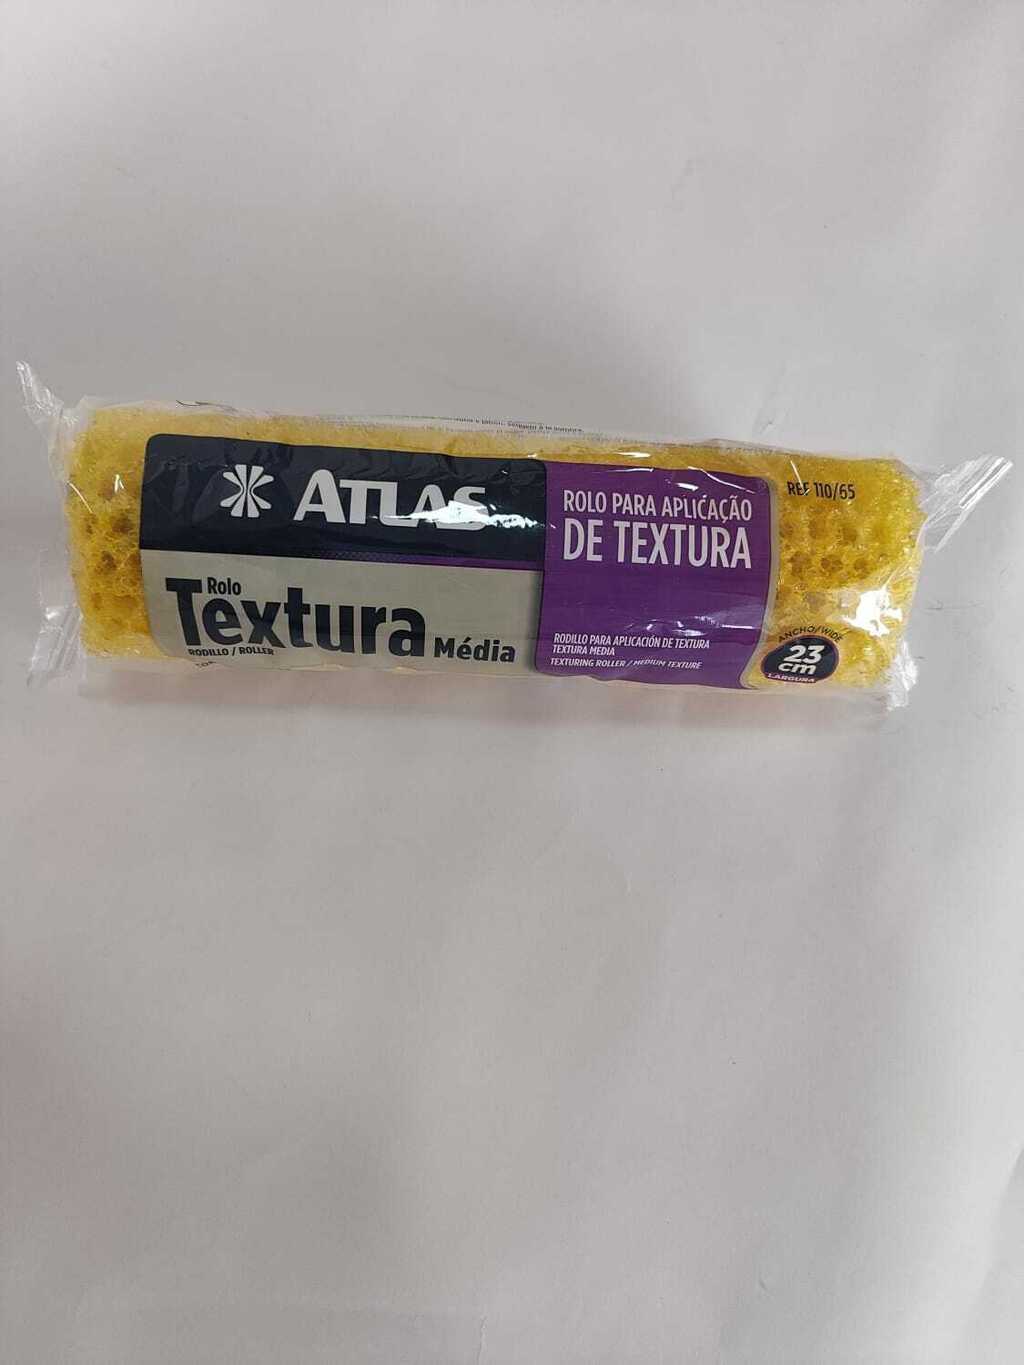 ATLAS
Rolo
Textura Média
RODILLO / ROLLER
ROLO PARA APLICAÇÃO
DE TEXTURA
RODILLO PARA APLICACIÓN DE TEXTURA
TEXTURA MEDIA
TEXTURING ROLLER / MEDIUM TEXTURE
REF 110/65
ANCHO/WIDE
23
cm
LARGURA